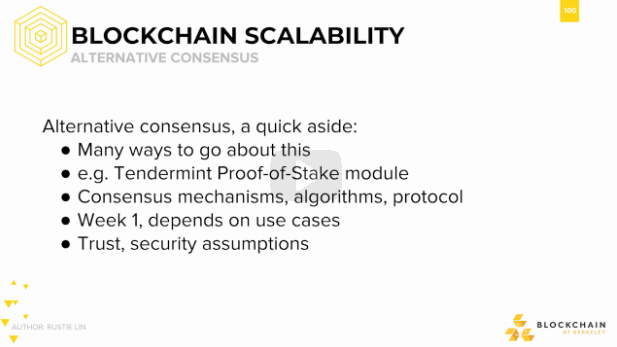 100
BLOCKCHAIN SCALABILITY
ALTERNATIVE CONSENSUS
Alternative consensus, a quick aside:
● Many ways to go about this
● e.g. Tendermint Proof-of-Stake module
● Consensus mechanisms, algorithms, protocol
● Week 1, depends on use cases
● Trust, security assumptions
AUTHOR: RUSTIE LIN
BLOCKCHAIN
AT BERKELEY